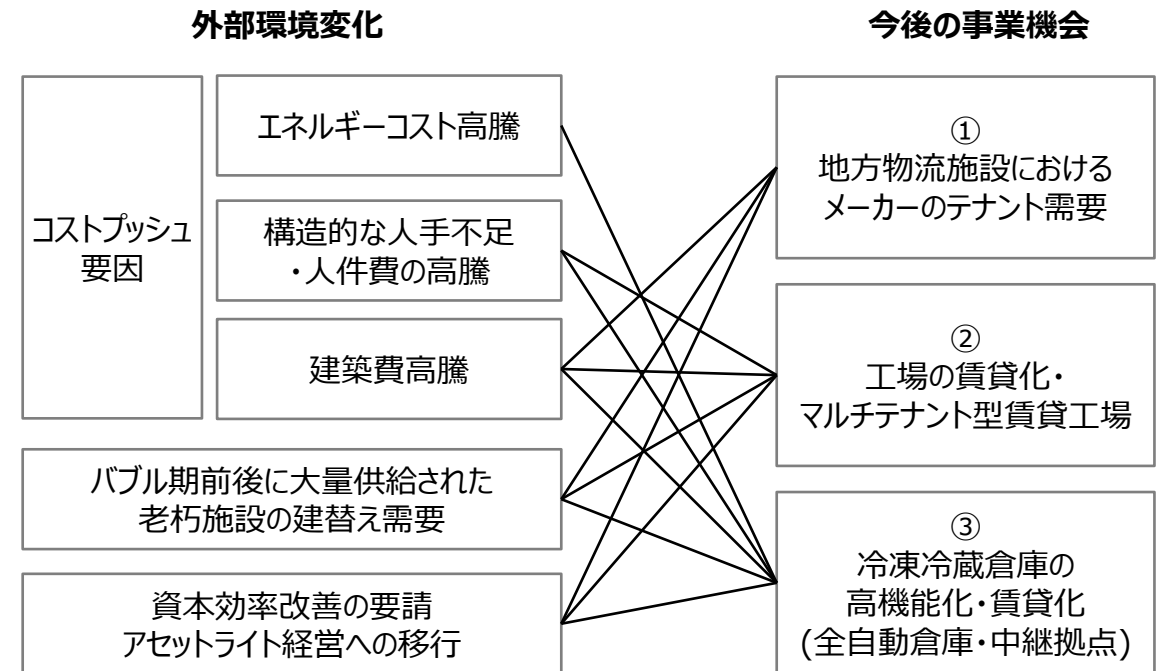 外部環境変化
今後の事業機会
コストプッシュ
要因
エネルギーコスト高騰
構造的な人手不足
・人件費の高騰
建築費高騰
バブル期前後に大量供給された
老朽施設の建替え需要
資本効率改善の要請
アセットライト経営への移行
①
地方物流施設における
メーカーのテナント需要
②
工場の賃貸化・
マルチテナント型賃貸工場
③
冷凍冷蔵倉庫の
高機能化・賃貸化
(全自動倉庫・中継拠点)